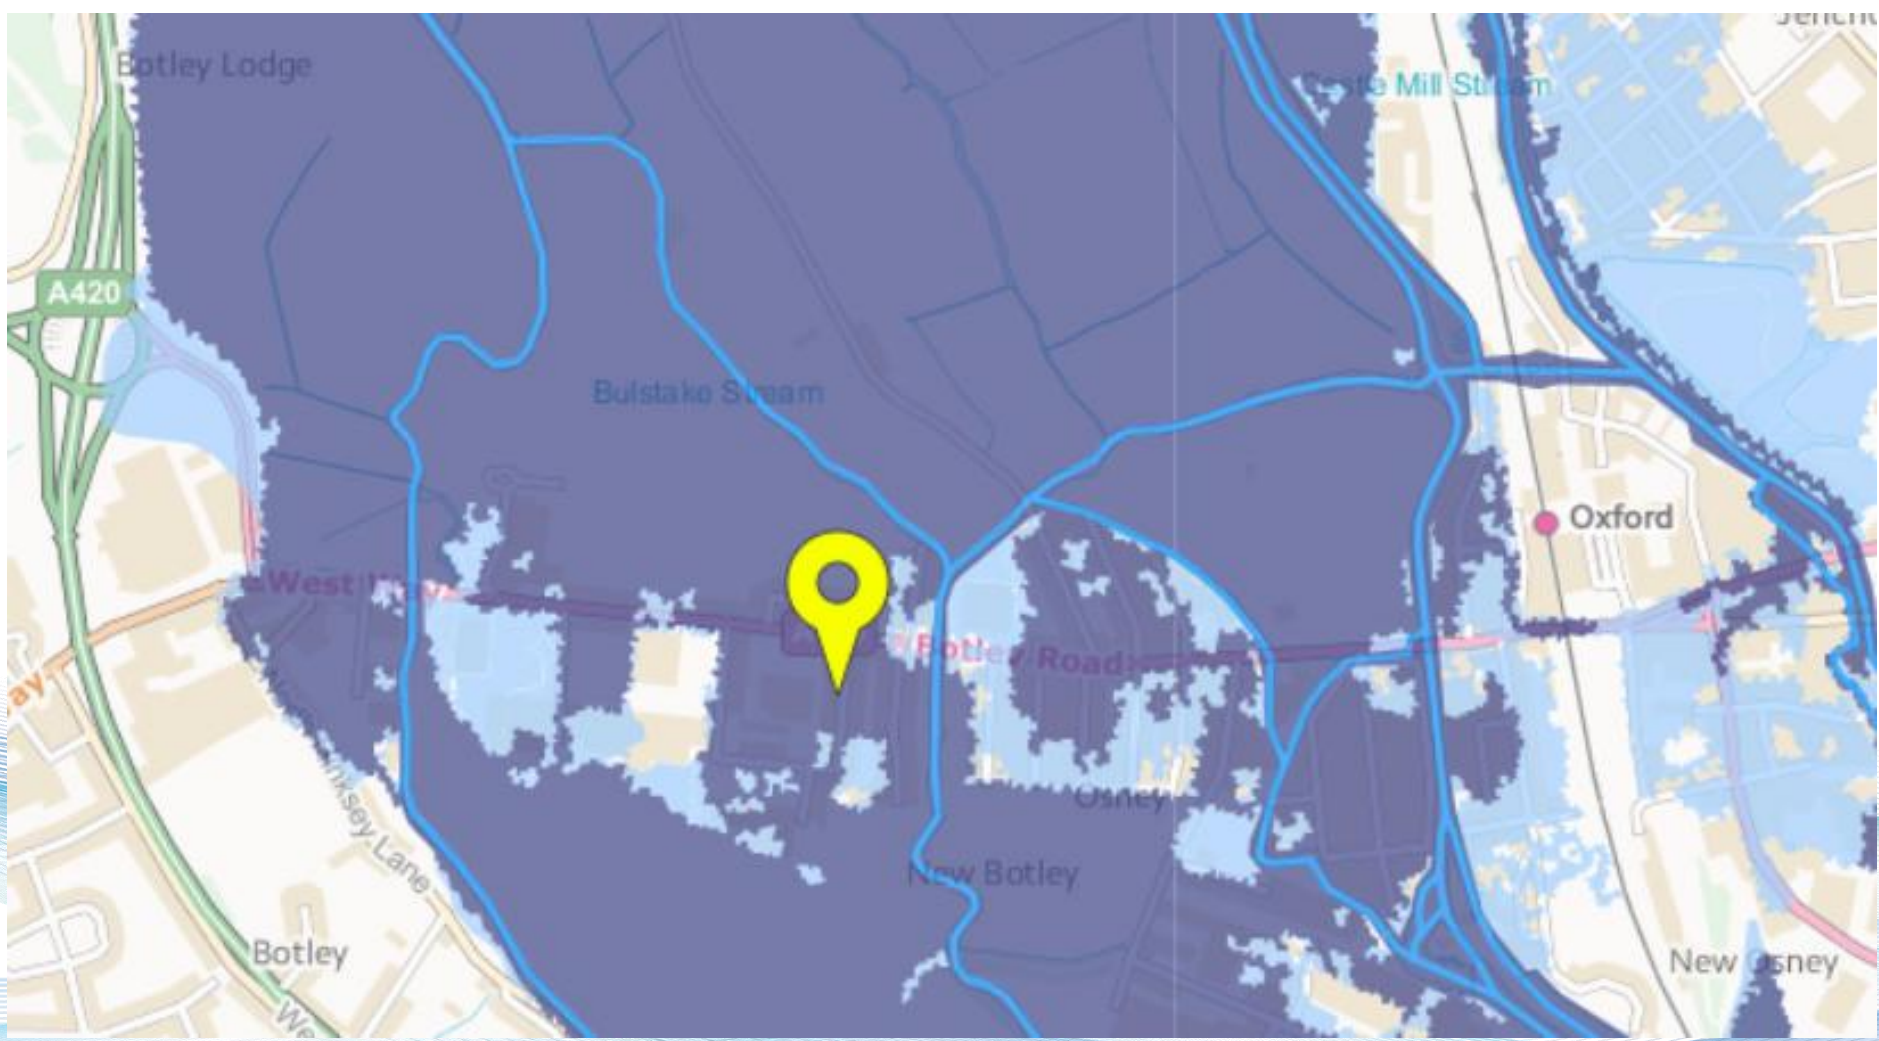 Botley Lodge
Castle Mill Stream
A420
Bulstake Stream
Oxford
West Way
Botley Road
Osney
New Botley
Botley
New Osney